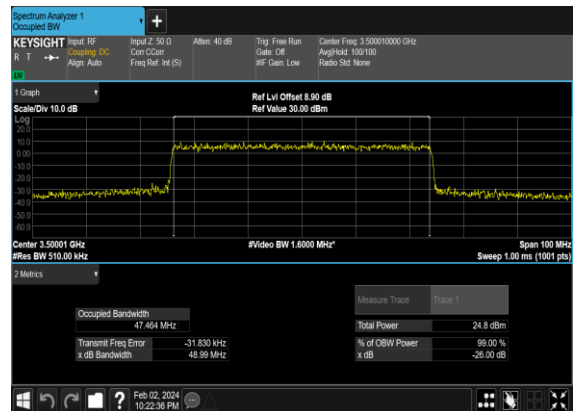 Spectrum Analyzer 1
Occupied BW
KEYSIGHT
R T
LU
Input: RF
Coupling: DC
Align: Auto
Input Z: 50 Ω
Corr CCorr
Freq Ref: Int (S)
Atten: 40 dB
Trig: Free Run
Gate: Off
#IF Gain: Low
Center Freq: 3.500010000 GHz
Avg|Hold: 100/100
Radio Std: None
1 Graph
Scale/Div 10.0 dB
Ref Lvl Offset 8.90 dB
Ref Value 30.00 dBm
Log
20.0
10.0
0.00
-10.0
-20.0
-30.0
-40.0
-50.0
-60.0
Center 3.50001 GHz
#Video BW 1.6000 MHz*
Span 100 MHz
#Res BW 510.00 kHz
Sweep 1.00 ms (1001 pts)
2 Metrics
Measure Trace Trace 1
Occupied Bandwidth
47.464 MHz
Total Power 24.8 dBm
Transmit Freq Error -31.830 kHz
% of OBW Power 99.00 %
x dB Bandwidth 48.99 MHz
x dB -26.00 dB
?
Feb 02, 2024
10:22:36 PM